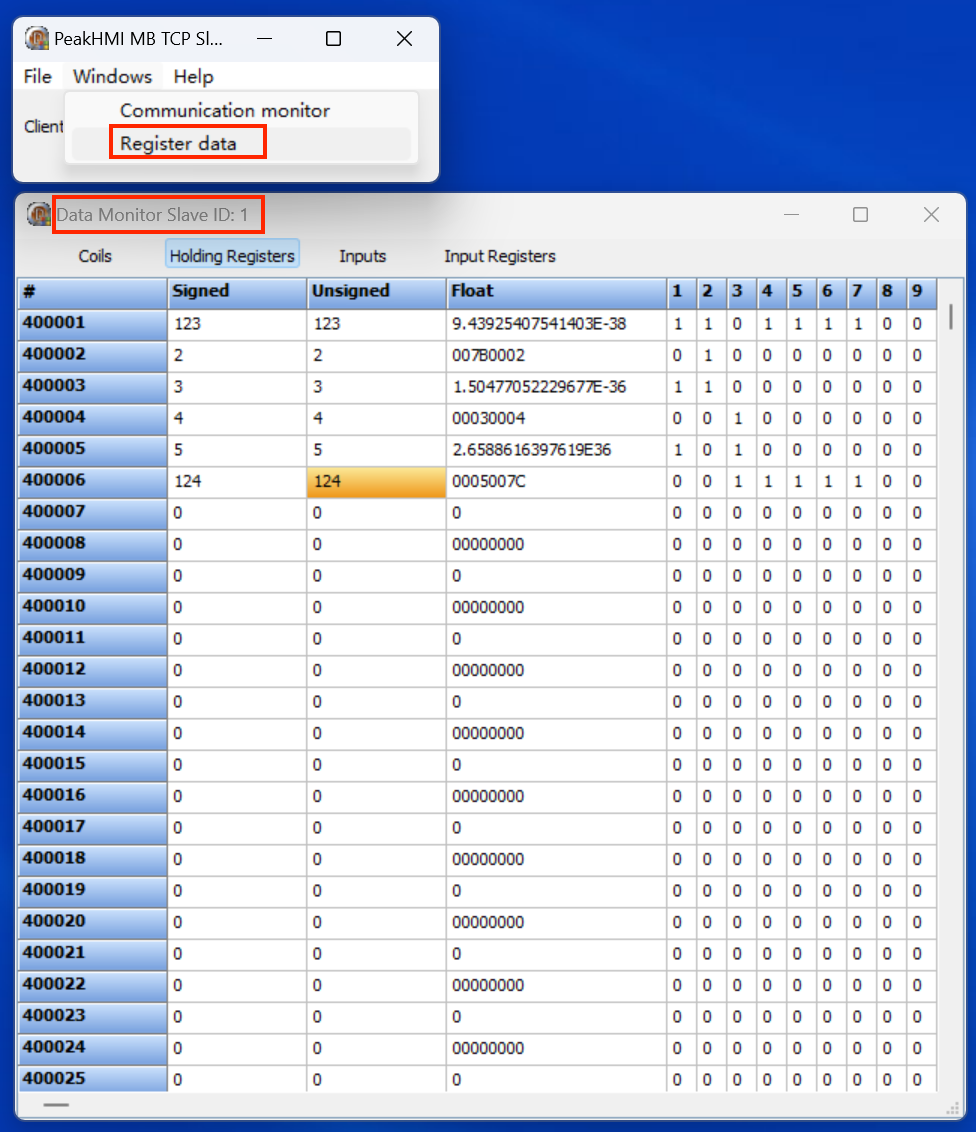 PeakHMI MB TCP Sl...
File Windows Help
Communication monitor
Client
Register data
Data Monitor Slave ID: 1
Coils Holding Registers Inputs Input Registers
# Signed Unsigned Float 1 2 3 4 5 6 7 8 9
400001 123 123 9.43925407541403E-38 1 1 0 1 1 1 1 0 0
400002 2 2 007B0002 0 1 0 0 0 0 0 0 0
400003 3 3 1.50477052229677E-36 1 1 0 0 0 0 0 0 0
400004 4 4 00030004 0 0 1 0 0 0 0 0 0
400005 5 5 2.6588616397619E36 1 0 1 0 0 0 0 0 0
400006 124 124 0005007C 0 0 1 1 1 1 1 0 0
400007 0 0 0 0 0 0 0 0 0 0 0 0
400008 0 0 00000000 0 0 0 0 0 0 0 0 0
400009 0 0 0 0 0 0 0 0 0 0 0 0
400010 0 0 00000000 0 0 0 0 0 0 0 0 0
400011 0 0 0 0 0 0 0 0 0 0 0 0
400012 0 0 00000000 0 0 0 0 0 0 0 0 0
400013 0 0 0 0 0 0 0 0 0 0 0 0
400014 0 0 00000000 0 0 0 0 0 0 0 0 0
400015 0 0 0 0 0 0 0 0 0 0 0 0
400016 0 0 00000000 0 0 0 0 0 0 0 0 0
400017 0 0 0 0 0 0 0 0 0 0 0 0
400018 0 0 00000000 0 0 0 0 0 0 0 0 0
400019 0 0 0 0 0 0 0 0 0 0 0 0
400020 0 0 00000000 0 0 0 0 0 0 0 0 0
400021 0 0 0 0 0 0 0 0 0 0 0 0
400022 0 0 00000000 0 0 0 0 0 0 0 0 0
400023 0 0 0 0 0 0 0 0 0 0 0 0
400024 0 0 00000000 0 0 0 0 0 0 0 0 0
400025 0 0 0 0 0 0 0 0 0 0 0 0